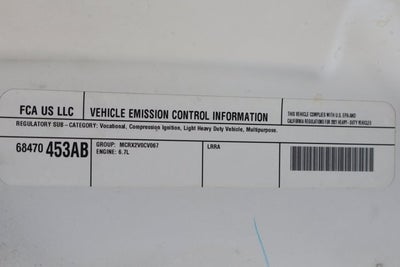 FCA US LLC
VEHICLE EMISSION CONTROL INFORMATION
THIS VEHICLE COMPLIES WITH U.S. EPA AND
CALIFORNIA REGULATIONS FOR 2021 HEAVY-DUTY VEHICLES
REGULATORY SUB-CATEGORY: Vocational, Compression Ignition, Light Heavy Duty Vehicle, Multipurpose.
68470 453AB
GROUP: MCRX2VOCV067
ENGINE: 6.7L
LRRA